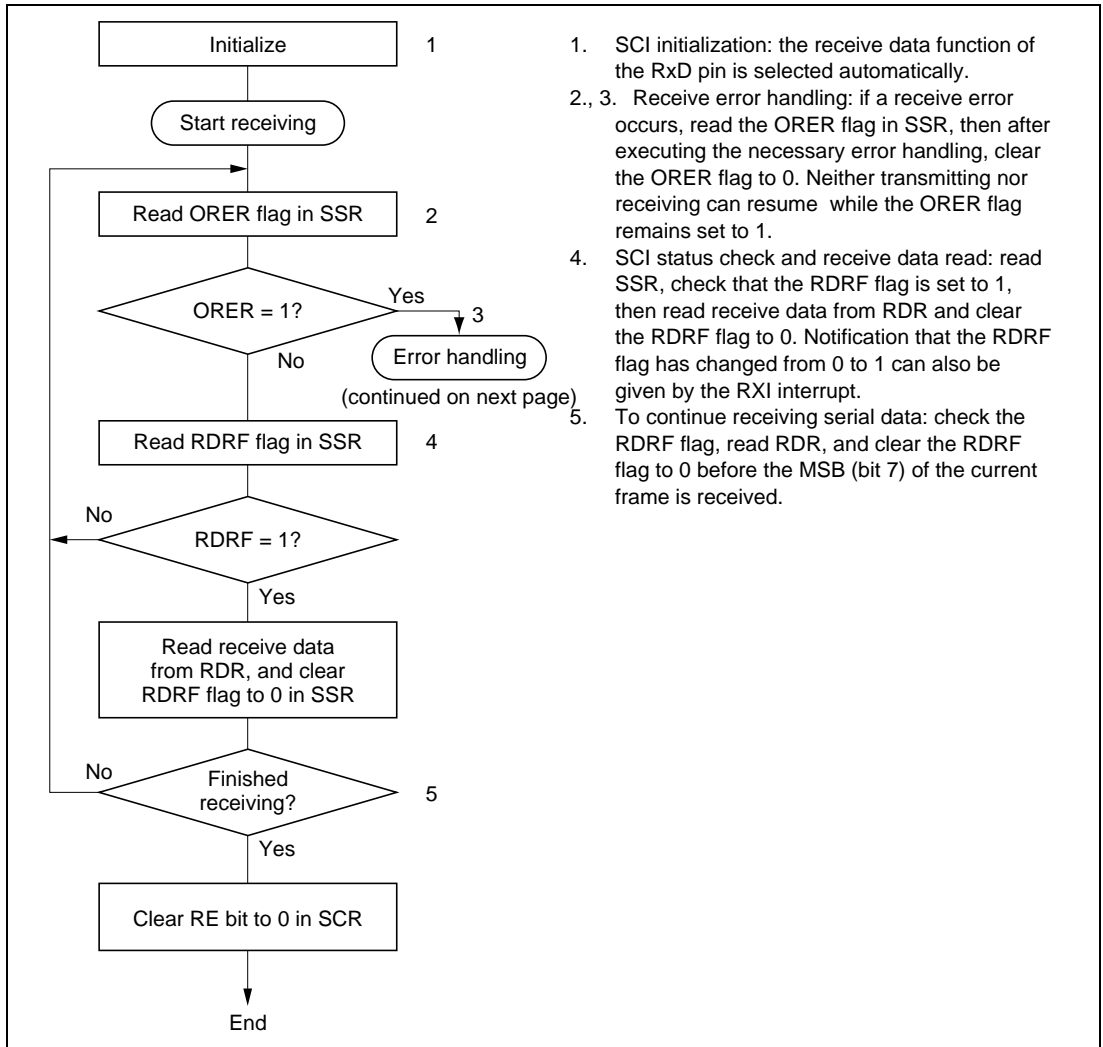 Initialize
1
Start receiving
Read ORER flag in SSR
2
ORER = 1?
Yes
3
Error handling
No
(continued on next page)
Read RDRF flag in SSR
4
No
RDRF = 1?
Yes
Read receive data
from RDR, and clear
RDRF flag to 0 in SSR
No
Finished
receiving?
5
Yes
Clear RE bit to 0 in SCR
End
1. SCI initialization: the receive data function of
the RxD pin is selected automatically.
2., 3. Receive error handling: if a receive error
occurs, read the ORER flag in SSR, then after
executing the necessary error handling, clear
the ORER flag to 0. Neither transmitting nor
receiving can resume while the ORER flag
remains set to 1.
4. SCI status check and receive data read: read
SSR, check that the RDRF flag is set to 1,
then read receive data from RDR and clear
the RDRF flag to 0. Notification that the RDRF
flag has changed from 0 to 1 can also be
given by the RXI interrupt.
5. To continue receiving serial data: check the
RDRF flag, read RDR, and clear the RDRF
flag to 0 before the MSB (bit 7) of the current
frame is received.